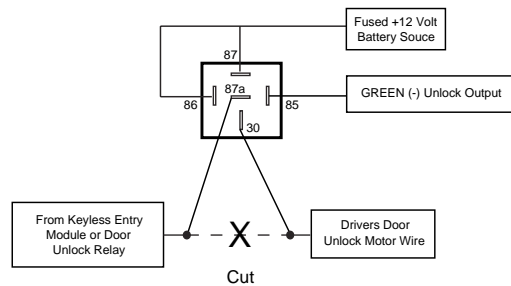 Fused +12 Volt
Battery Souce
87
87a
86
85
GREEN (-) Unlock Output
30
From Keyless Entry
Module or Door
Unlock Relay
X
Drivers Door
Unlock Motor Wire
Cut